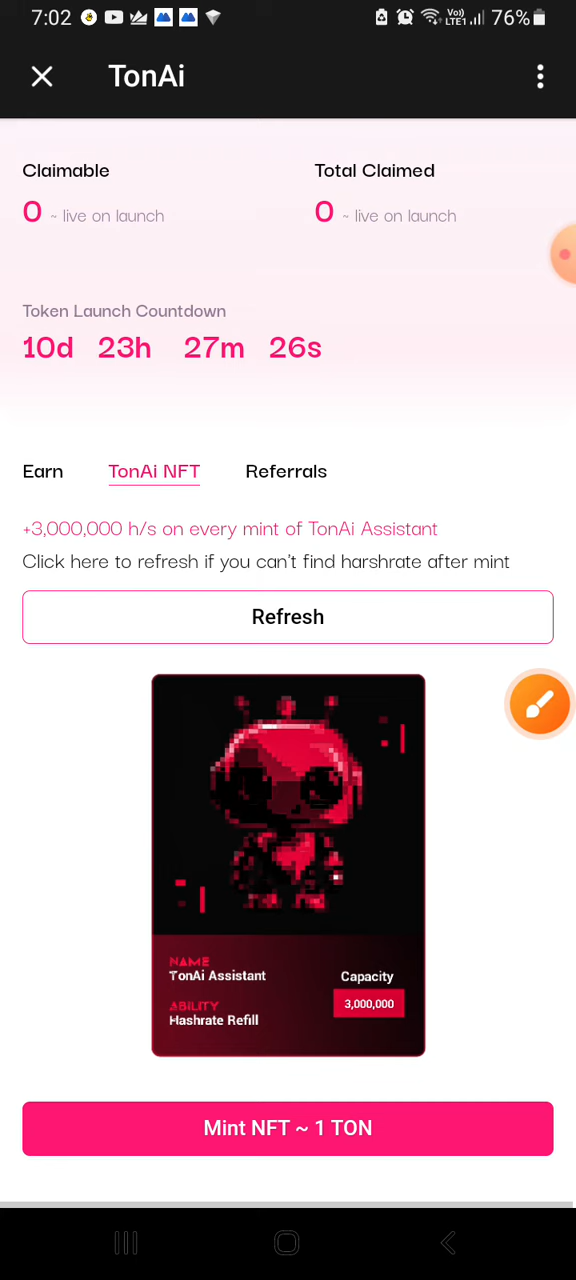 7:02 Vo)) LTE1 76%
TonAi
Claimable Total Claimed
0 ~ live on launch 0 ~ live on launch
Token Launch Countdown
10d 23h 27m 26s
Earn TonAi NFT Referrals
+3,000,000 h/s on every mint of TonAi Assistant
Click here to refresh if you can't find harshrate after mint
Refresh
NAME
TonAi Assistant Capacity
ABILITY 3,000,000
Hashrate Refill
Mint NFT ~ 1 TON